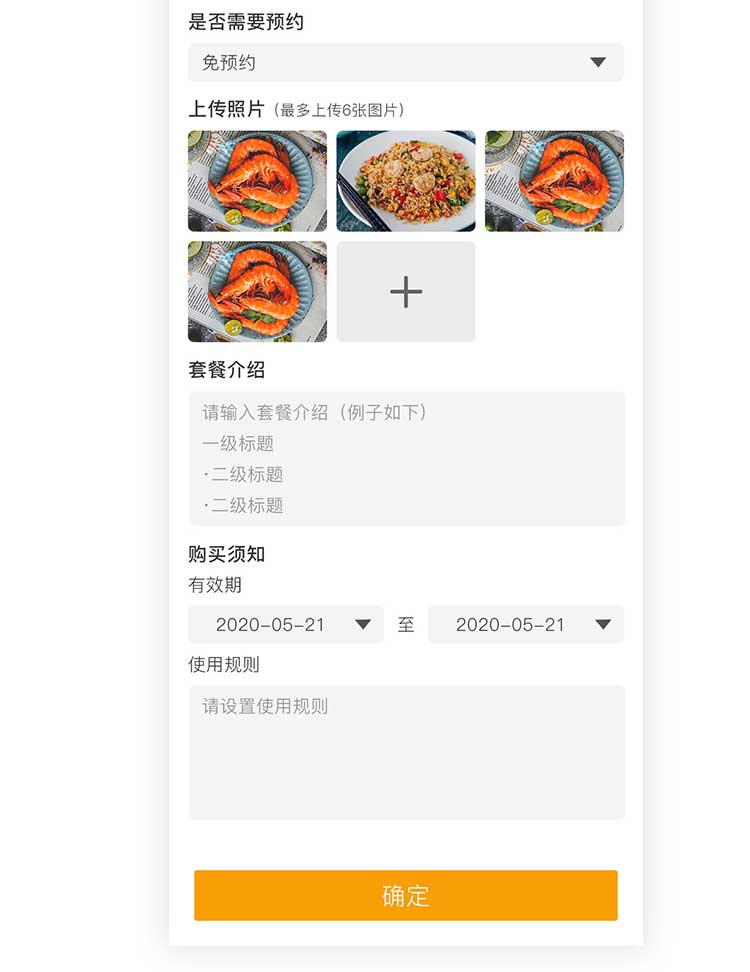 是否需要预约
免预约
上传照片（最多上传6张图片）
套餐介绍
请输入套餐介绍（例子如下）
一级标题
·二级标题
·二级标题
购买须知
有效期
2020-05-21 至 2020-05-21
使用规则
请设置使用规则
确定